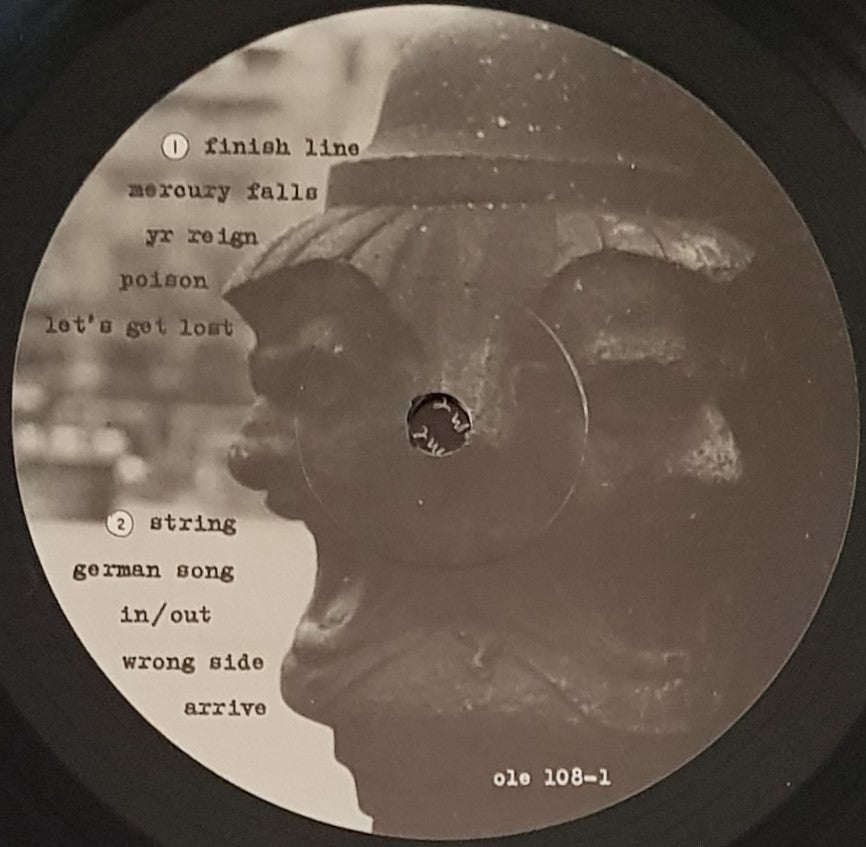 1 finish line
mercury falls
yr reign
poison
let's get lost
2 string
german song
in/out
wrong side
arrive
ole 108-1